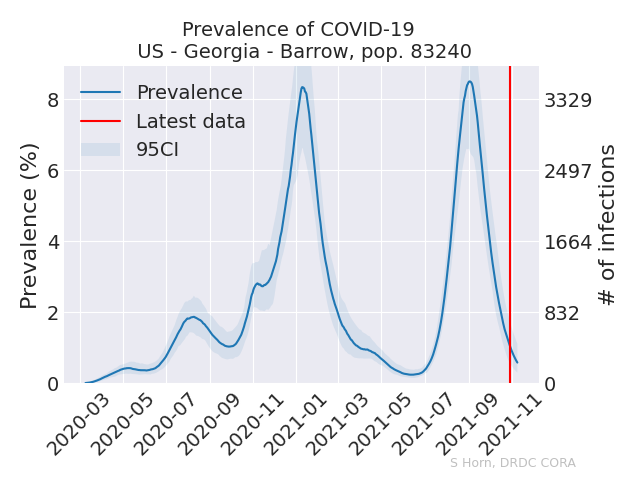 Prevalence of COVID-19
US - Georgia - Barrow, pop. 83240
Prevalence
Latest data
95CI
Prevalence (%)
8
6
4
2
0
3329
2497
1664
832
0
# of infections
2020-03
2020-05
2020-07
2020-09
2020-11
2021-01
2021-03
2021-05
2021-07
2021-09
2021-11
S Horn, DRDC CORA